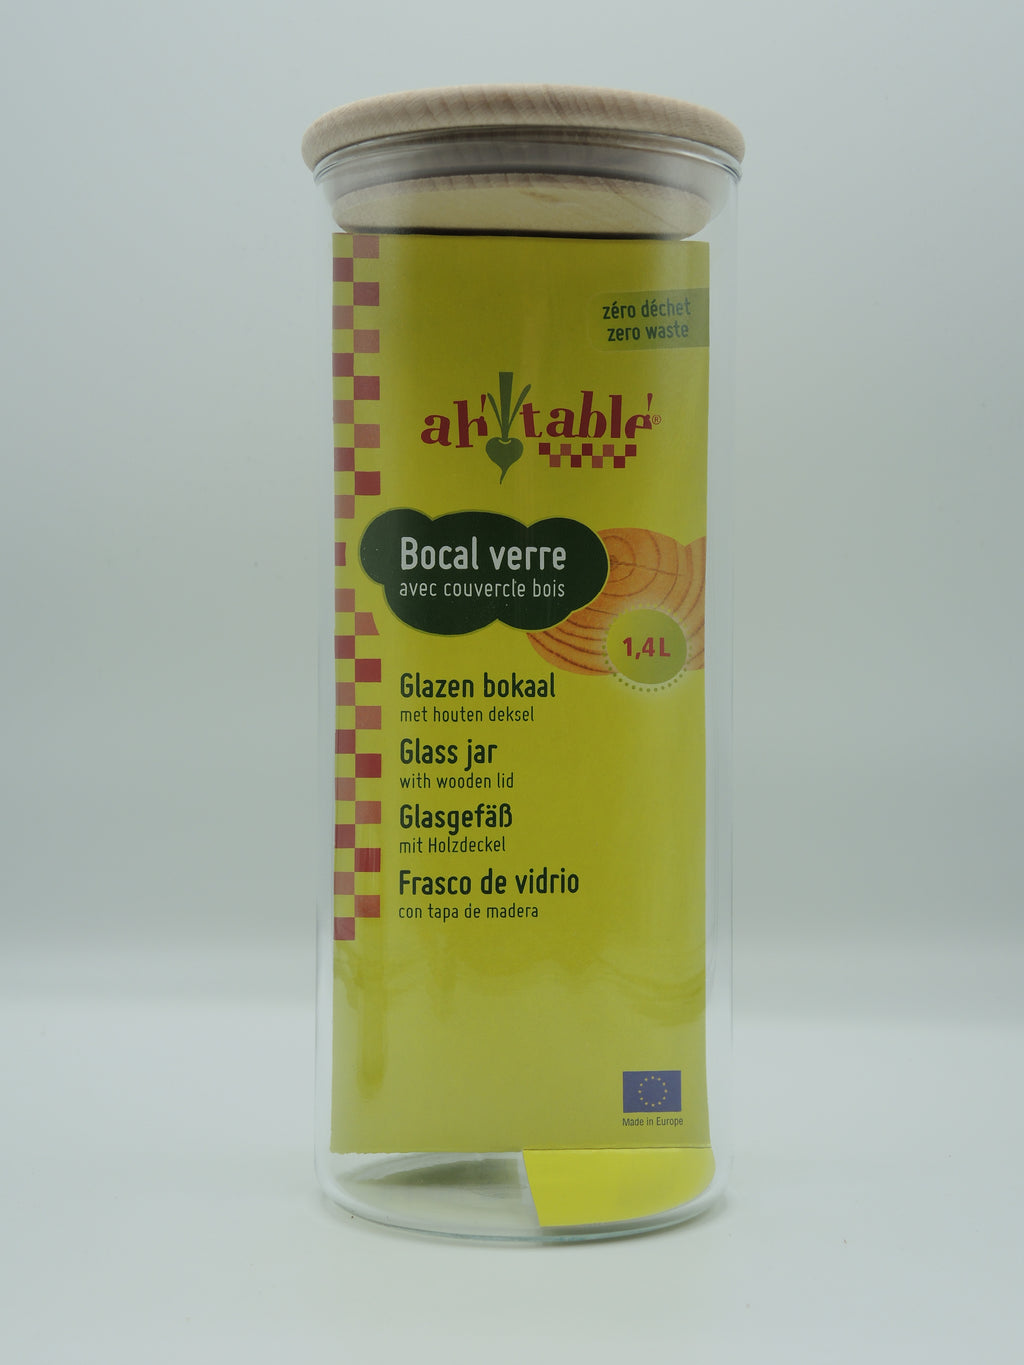 zéro déchet
zero waste
ah! table!®
Bocal verre
avec couvercle bois
1,4L
Glazen bokaal
met houten deksel
Glass jar
with wooden lid
Glasgefäß
mit Holzdeckel
Frasco de vidrio
con tapa de madera
Made in Europe